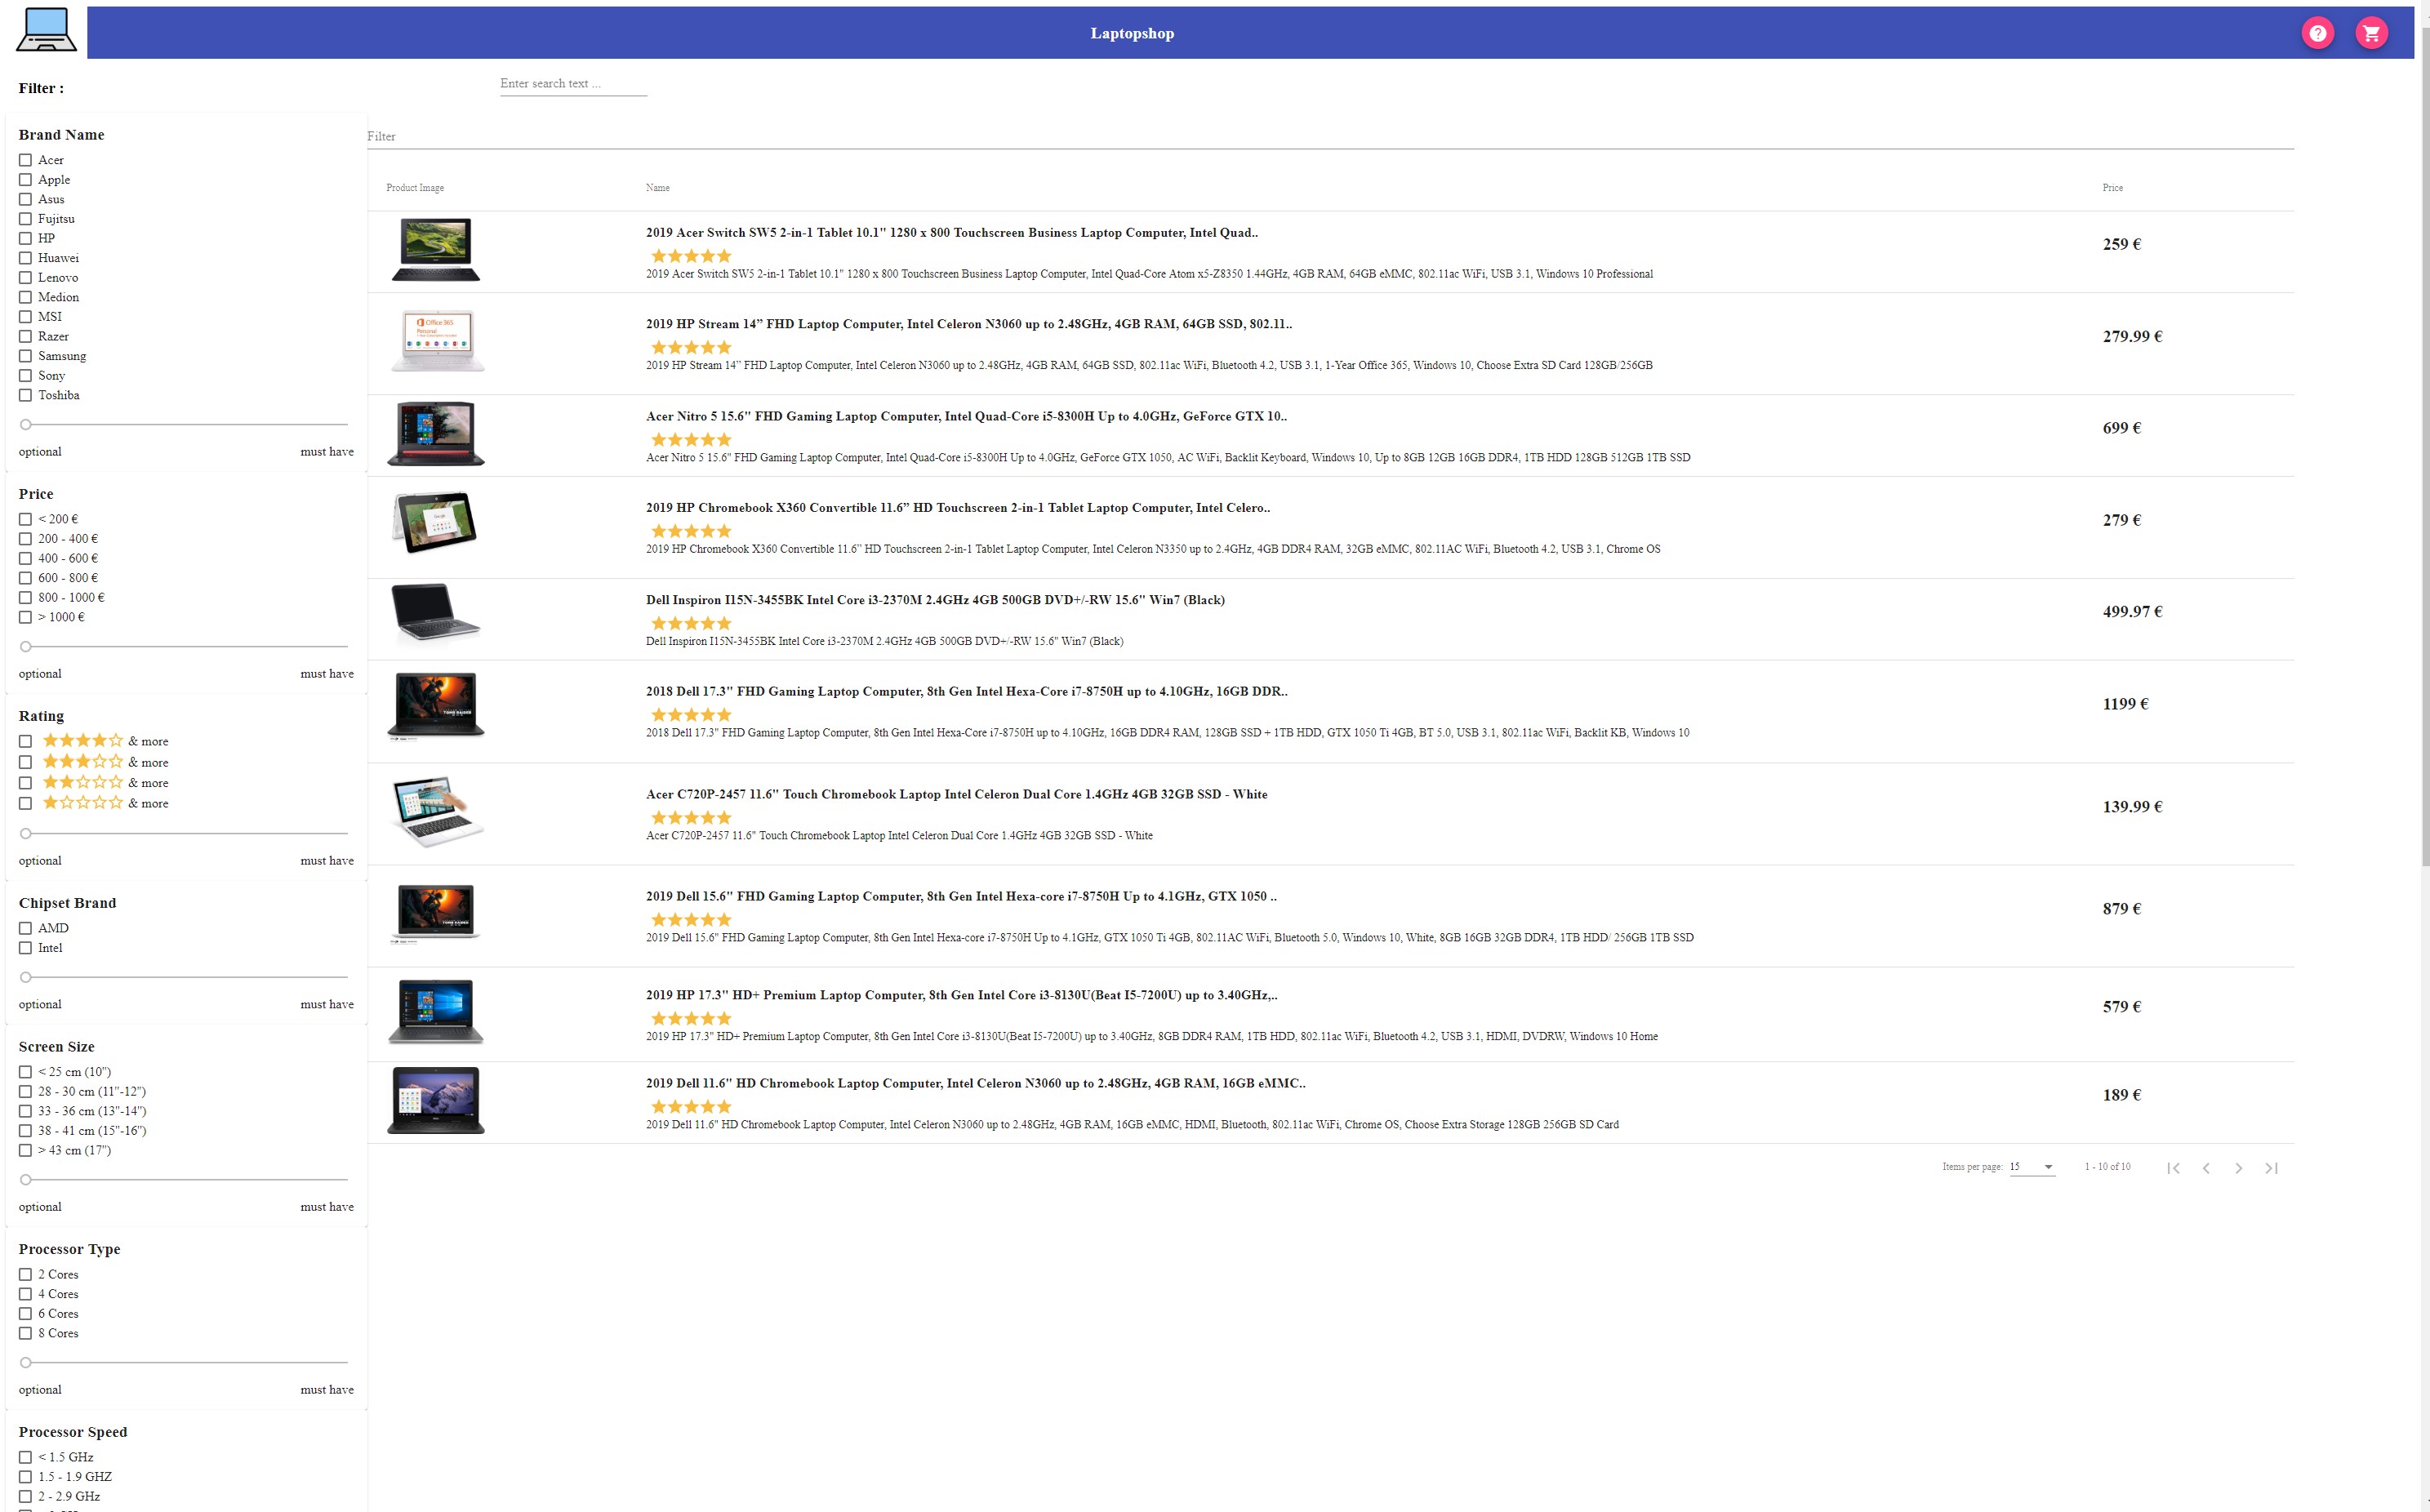 Laptopshop
Filter :
Enter search text ...
Brand Name
Acer
Apple
Asus
Fujitsu
HP
Huawei
Lenovo
Medion
MSI
Razer
Samsung
Sony
Toshiba
optional must have
Price
< 200 €
200 - 400 €
400 - 600 €
600 - 800 €
800 - 1000 €
> 1000 €
optional must have
Rating
& more
& more
& more
& more
optional must have
Chipset Brand
AMD
Intel
optional must have
Screen Size
< 25 cm (10")
28 - 30 cm (11"-12")
33 - 36 cm (13"-14")
38 - 41 cm (15"-16")
> 43 cm (17")
optional must have
Processor Type
2 Cores
4 Cores
6 Cores
8 Cores
optional must have
Processor Speed
< 1.5 GHz
1.5 - 1.9 GHZ
2 - 2.9 GHz
Filter
Product Image Name Price
2019 Acer Switch SW5 2-in-1 Tablet 10.1" 1280 x 800 Touchscreen Business Laptop Computer, Intel Quad..
259 €
2019 Acer Switch SW5 2-in-1 Tablet 10.1" 1280 x 800 Touchscreen Business Laptop Computer, Intel Quad-Core Atom x5-Z8350 1.44GHz, 4GB RAM, 64GB eMMC, 802.11ac WiFi, USB 3.1, Windows 10 Professional
Office 365
Personal
2019 HP Stream 14” FHD Laptop Computer, Intel Celeron N3060 up to 2.48GHz, 4GB RAM, 64GB SSD, 802.11..
279.99 €
2019 HP Stream 14” FHD Laptop Computer, Intel Celeron N3060 up to 2.48GHz, 4GB RAM, 64GB SSD, 802.11ac WiFi, Bluetooth 4.2, USB 3.1, 1-Year Office 365, Windows 10, Choose Extra SD Card 128GB/256GB
Acer Nitro 5 15.6" FHD Gaming Laptop Computer, Intel Quad-Core i5-8300H Up to 4.0GHz, GeForce GTX 10..
699 €
Acer Nitro 5 15.6" FHD Gaming Laptop Computer, Intel Quad-Core i5-8300H Up to 4.0GHz, GeForce GTX 1050, AC WiFi, Backlit Keyboard, Windows 10, Up to 8GB 12GB 16GB DDR4, 1TB HDD 128GB 512GB 1TB SSD
2019 HP Chromebook X360 Convertible 11.6” HD Touchscreen 2-in-1 Tablet Laptop Computer, Intel Celero..
279 €
2019 HP Chromebook X360 Convertible 11.6” HD Touchscreen 2-in-1 Tablet Laptop Computer, Intel Celeron N3350 up to 2.4GHz, 4GB DDR4 RAM, 32GB eMMC, 802.11AC WiFi, Bluetooth 4.2, USB 3.1, Chrome OS
Dell Inspiron I15N-3455BK Intel Core i3-2370M 2.4GHz 4GB 500GB DVD+/-RW 15.6" Win7 (Black)
499.97 €
Dell Inspiron I15N-3455BK Intel Core i3-2370M 2.4GHz 4GB 500GB DVD+/-RW 15.6" Win7 (Black)
2018 Dell 17.3" FHD Gaming Laptop Computer, 8th Gen Intel Hexa-Core i7-8750H up to 4.10GHz, 16GB DDR..
1199 €
2018 Dell 17.3" FHD Gaming Laptop Computer, 8th Gen Intel Hexa-Core i7-8750H up to 4.10GHz, 16GB DDR4 RAM, 128GB SSD + 1TB HDD, GTX 1050 Ti 4GB, BT 5.0, USB 3.1, 802.11ac WiFi, Backlit KB, Windows 10
Acer C720P-2457 11.6" Touch Chromebook Laptop Intel Celeron Dual Core 1.4GHz 4GB 32GB SSD - White
139.99 €
Acer C720P-2457 11.6" Touch Chromebook Laptop Intel Celeron Dual Core 1.4GHz 4GB 32GB SSD - White
2019 Dell 15.6" FHD Gaming Laptop Computer, 8th Gen Intel Hexa-core i7-8750H Up to 4.1GHz, GTX 1050 ..
879 €
2019 Dell 15.6" FHD Gaming Laptop Computer, 8th Gen Intel Hexa-core i7-8750H Up to 4.1GHz, GTX 1050 Ti 4GB, 802.11AC WiFi, Bluetooth 5.0, Windows 10, White, 8GB 16GB 32GB DDR4, 1TB HDD/ 256GB 1TB SSD
2019 HP 17.3" HD+ Premium Laptop Computer, 8th Gen Intel Core i3-8130U(Beat I5-7200U) up to 3.40GHz,..
579 €
2019 HP 17.3" HD+ Premium Laptop Computer, 8th Gen Intel Core i3-8130U(Beat I5-7200U) up to 3.40GHz, 8GB DDR4 RAM, 1TB HDD, 802.11ac WiFi, Bluetooth 4.2, USB 3.1, HDMI, DVDRW, Windows 10 Home
2019 Dell 11.6" HD Chromebook Laptop Computer, Intel Celeron N3060 up to 2.48GHz, 4GB RAM, 16GB eMMC..
189 €
2019 Dell 11.6" HD Chromebook Laptop Computer, Intel Celeron N3060 up to 2.48GHz, 4GB RAM, 16GB eMMC, HDMI, Bluetooth, 802.11ac WiFi, Chrome OS, Choose Extra Storage 128GB 256GB SD Card
Items per page: 15 1 - 10 of 10